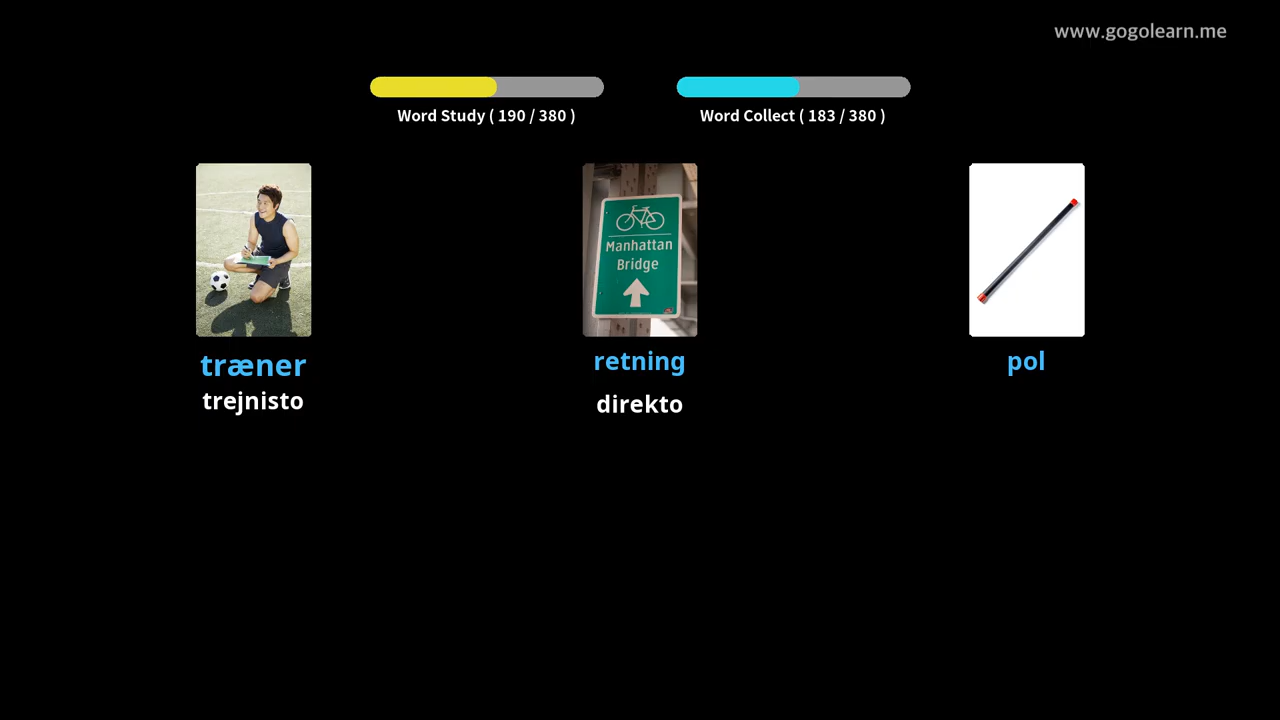 www.gogolearn.me
Word Study ( 190 / 380 )
Word Collect ( 183 / 380 )
Manhattan
Bridge
træner
retning
pol
trejnisto
direkto